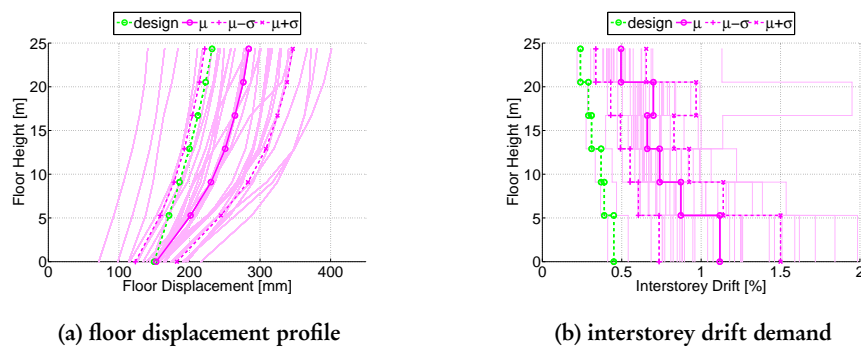 design μ μ−σ μ+σ
25
20
15
10
5
0
Floor Height [m]
0 100 200 300 400
Floor Displacement [mm]
(a) floor displacement profile
design μ μ−σ μ+σ
25
20
15
10
5
0
Floor Height [m]
0 0.5 1 1.5 2
Interstorey Drift [%]
(b) interstorey drift demand